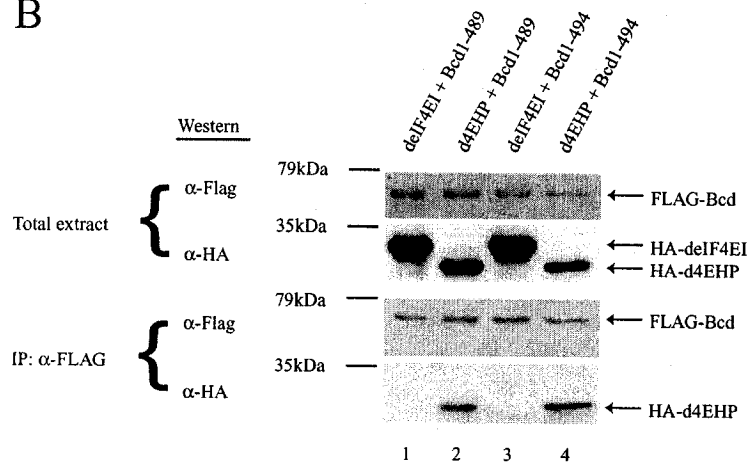 B
deIF4EI + Bcd1-489
d4EHP + Bcd1-489
deIF4EI + Bcd1-494
d4EHP + Bcd1-494
Western
79kDa
α-Flag
FLAG-Bcd
Total extract
35kDa
α-HA
HA-deIF4EI
HA-d4EHP
79kDa
α-Flag
FLAG-Bcd
IP: α-FLAG
35kDa
α-HA
HA-d4EHP
1 2 3 4